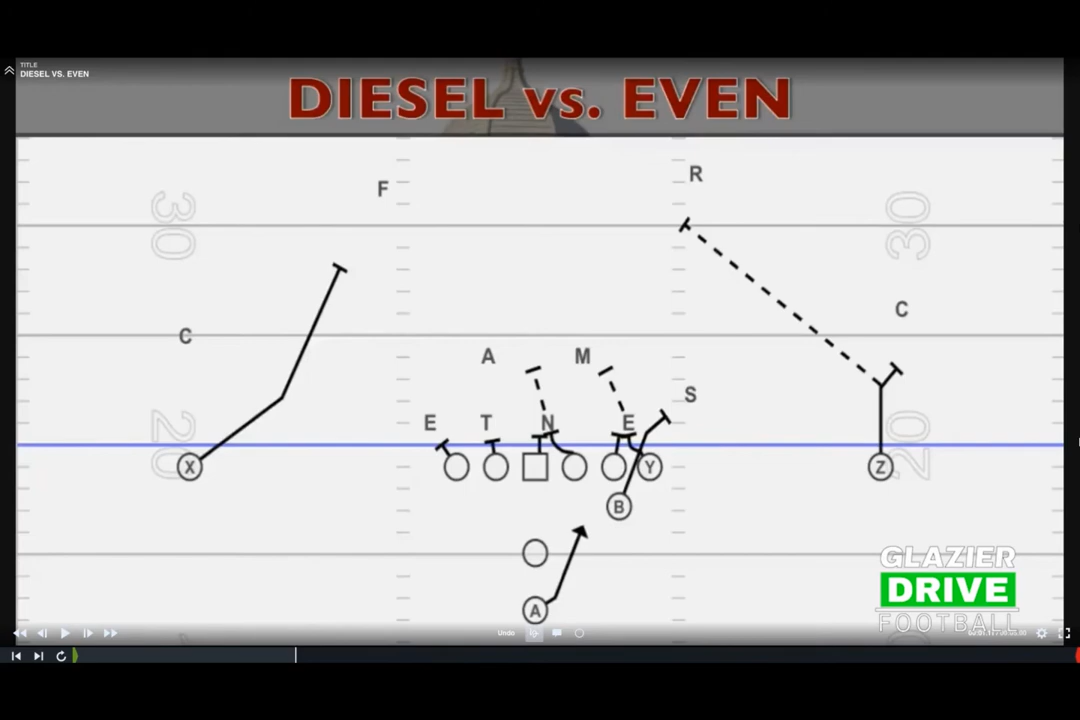 TITLE
DIESEL VS. EVEN
DIESEL vs. EVEN
F
R
30
30
C
C
A
M
S
E
T
N
E
20
20
X
Y
Z
B
A
GLAZIER
DRIVE
FOOTBALL
Undo